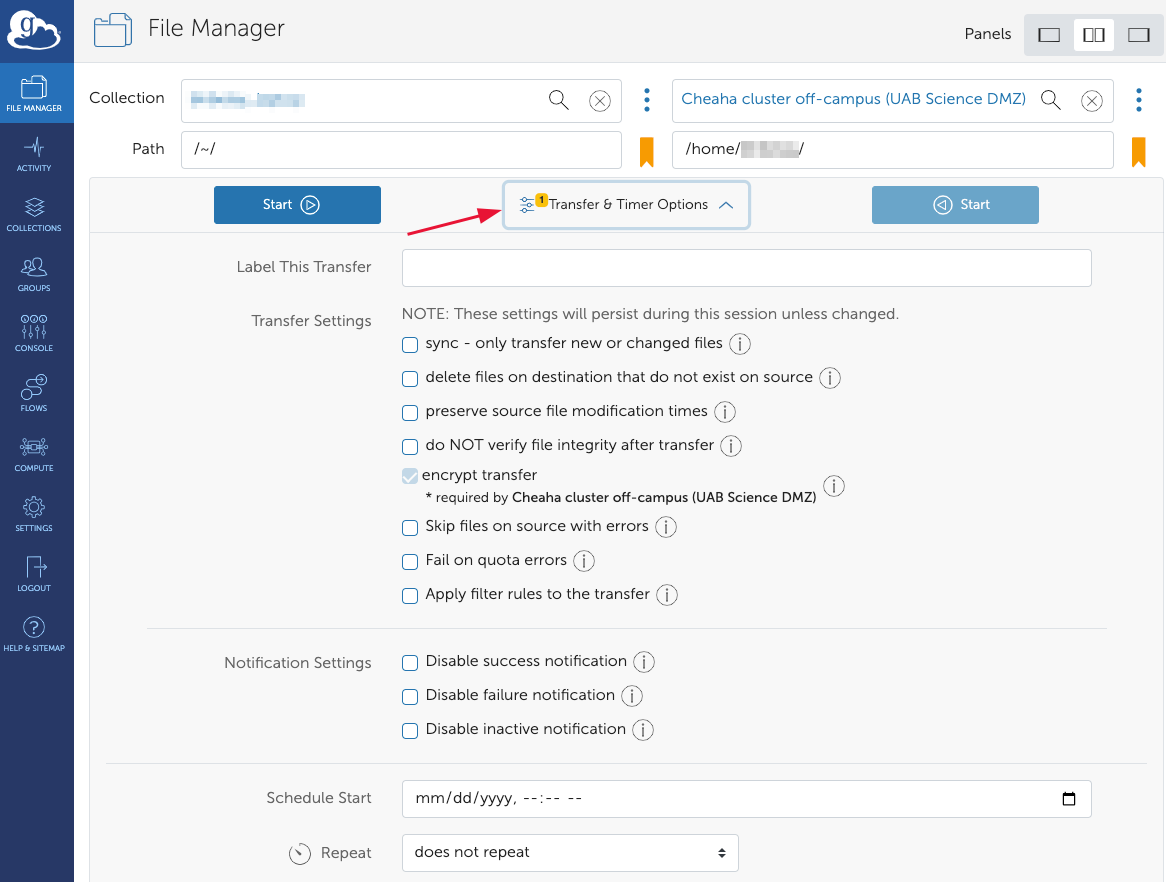 g
File Manager
Panels
FILE MANAGER
ACTIVITY
COLLECTIONS
GROUPS
CONSOLE
FLOWS
COMPUTE
SETTINGS
LOGOUT
HELP & SITEMAP
Collection
Cheaha cluster off-campus (UAB Science DMZ)
Path
/~/
/home/ /
Start
1 Transfer & Timer Options
Start
Label This Transfer
Transfer Settings
NOTE: These settings will persist during this session unless changed.
sync - only transfer new or changed files
delete files on destination that do not exist on source
preserve source file modification times
do NOT verify file integrity after transfer
encrypt transfer
* required by Cheaha cluster off-campus (UAB Science DMZ)
Skip files on source with errors
Fail on quota errors
Apply filter rules to the transfer
Notification Settings
Disable success notification
Disable failure notification
Disable inactive notification
Schedule Start
mm/dd/yyyy, --:-- --
Repeat
does not repeat